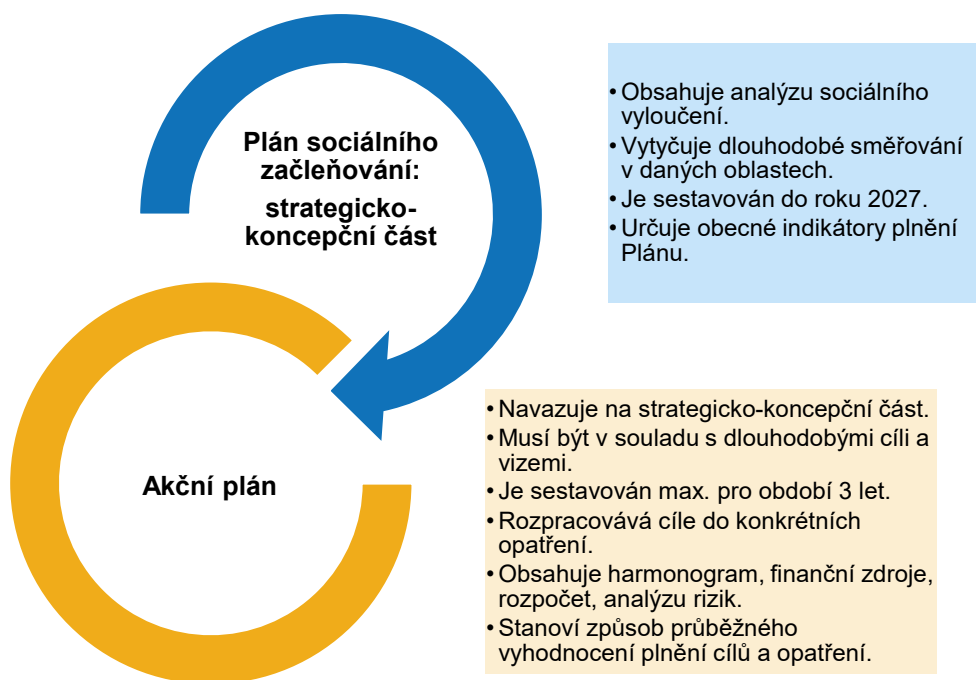 Plán sociálního
začleňování:
strategicko-
koncepční část
• Obsahuje analýzu sociálního
vyloučení.
• Vytyčuje dlouhodobé směřování
v daných oblastech.
• Je sestavován do roku 2027.
• Určuje obecné indikátory plnění
Plánu.
Akční plán
• Navazuje na strategicko-koncepční část.
• Musí být v souladu s dlouhodobými cíli a
vizemi.
• Je sestavován max. pro období 3 let.
• Rozpracovává cíle do konkrétních
opatření.
• Obsahuje harmonogram, finanční zdroje,
rozpočet, analýzu rizik.
• Stanoví způsob průběžného
vyhodnocení plnění cílů a opatření.